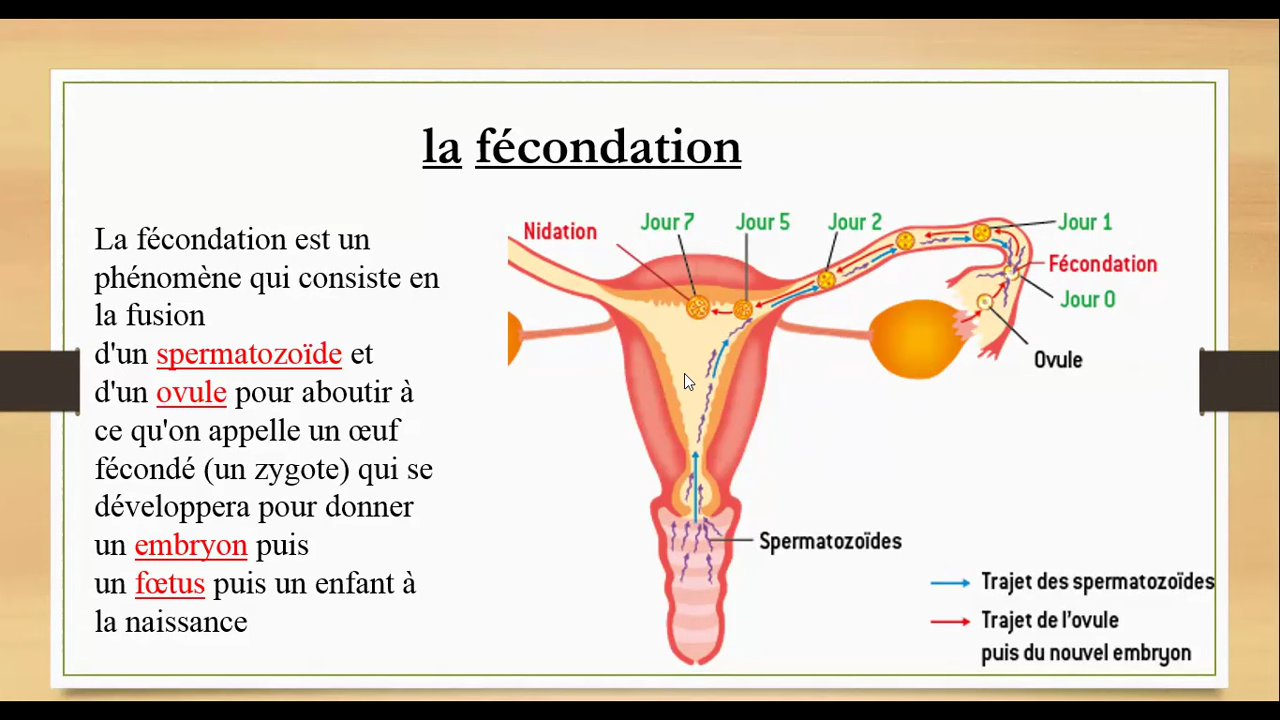 la fécondation
La fécondation est un
phénomène qui consiste en
la fusion
d'un spermatozoïde et
d'un ovule pour aboutir à
ce qu'on appelle un œuf
fécondé (un zygote) qui se
développera pour donner
un embryon puis
un fœtus puis un enfant à
la naissance
Nidation
Jour 7
Jour 5
Jour 2
Jour 1
Fécondation
Jour 0
Ovule
Spermatozoïdes
Trajet des spermatozoïdes
Trajet de l'ovule
puis du nouvel embryon